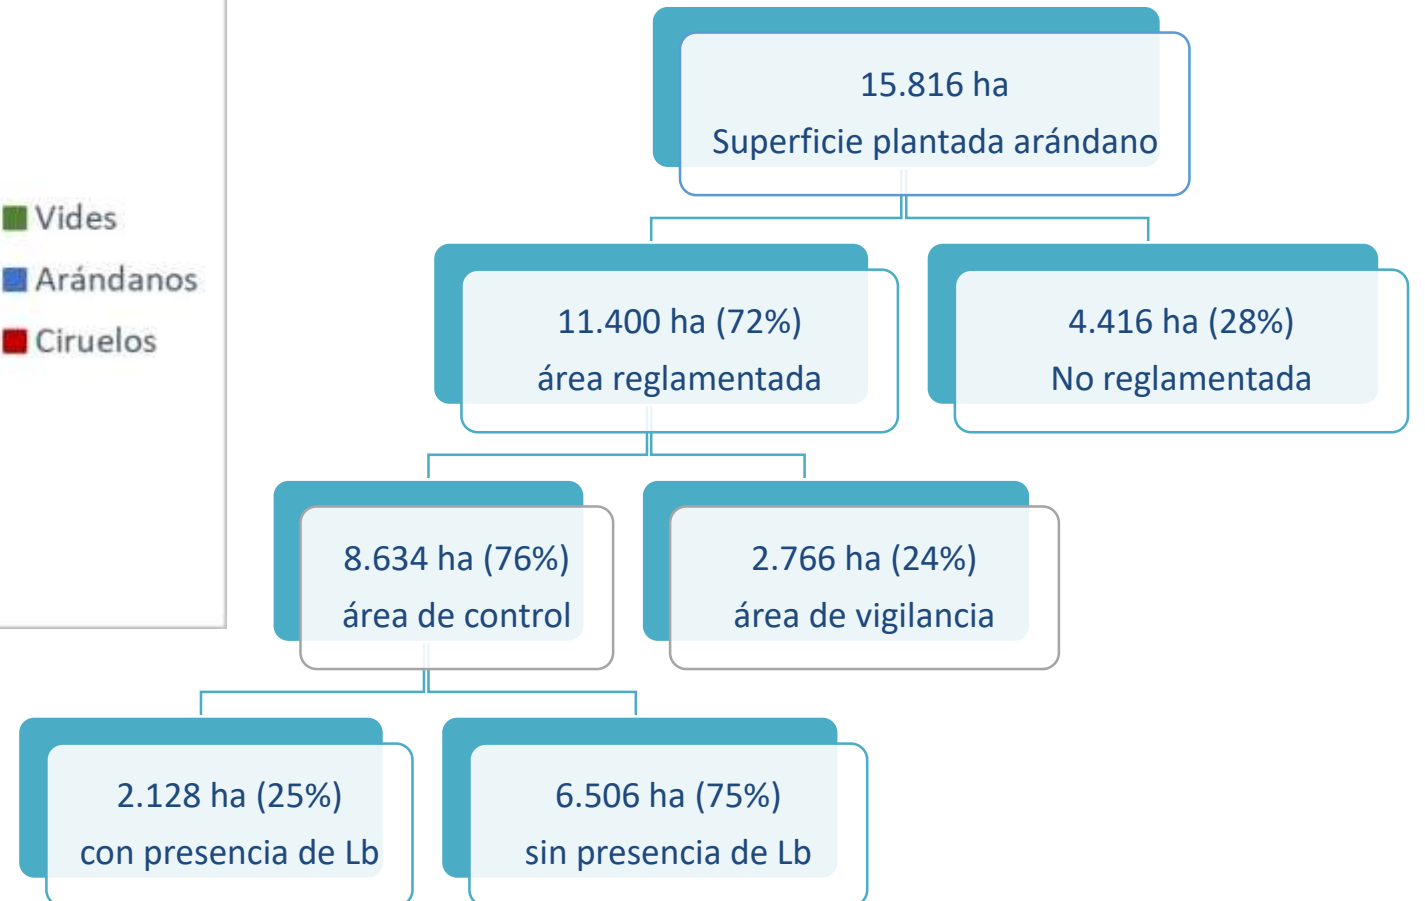 Vides
Arándanos
Ciruelos
15.816 ha
Superficie plantada arándano
11.400 ha (72%)
área reglamentada
4.416 ha (28%)
No reglamentada
8.634 ha (76%)
área de control
2.766 ha (24%)
área de vigilancia
2.128 ha (25%)
con presencia de Lb
6.506 ha (75%)
sin presencia de Lb